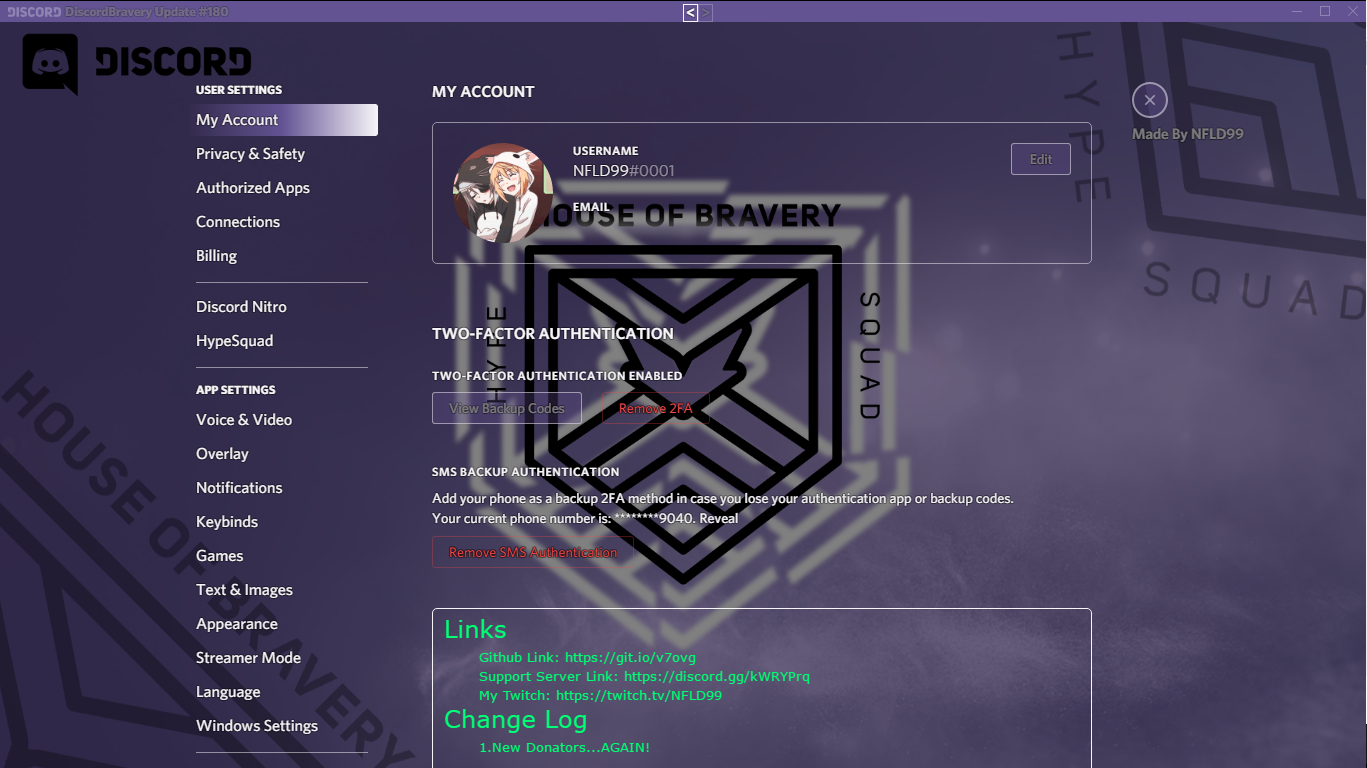 DISCORD DiscordBravery Update #180
< >
DISCORD
USER SETTINGS
My Account
Privacy & Safety
Authorized Apps
Connections
Billing
Discord Nitro
HypeSquad
APP SETTINGS
Voice & Video
Overlay
Notifications
Keybinds
Games
Text & Images
Appearance
Streamer Mode
Language
Windows Settings
MY ACCOUNT
USERNAME
NFLD99#0001
EMAIL
Edit
Made By NFLD99
HOUSE OF BRAVERY
HYPE
SQUAD
TWO-FACTOR AUTHENTICATION
TWO-FACTOR AUTHENTICATION ENABLED
View Backup Codes
Remove 2FA
SMS BACKUP AUTHENTICATION
Add your phone as a backup 2FA method in case you lose your authentication app or backup codes.
Your current phone number is: ********9040. Reveal
Remove SMS Authentication
Links
Github Link: https://git.io/v7ovg
Support Server Link: https://discord.gg/kWRYPrq
My Twitch: https://twitch.tv/NFLD99
Change Log
1.New Donators...AGAIN!
HYPE
SQUAD
HOUSE OF BRAVERY